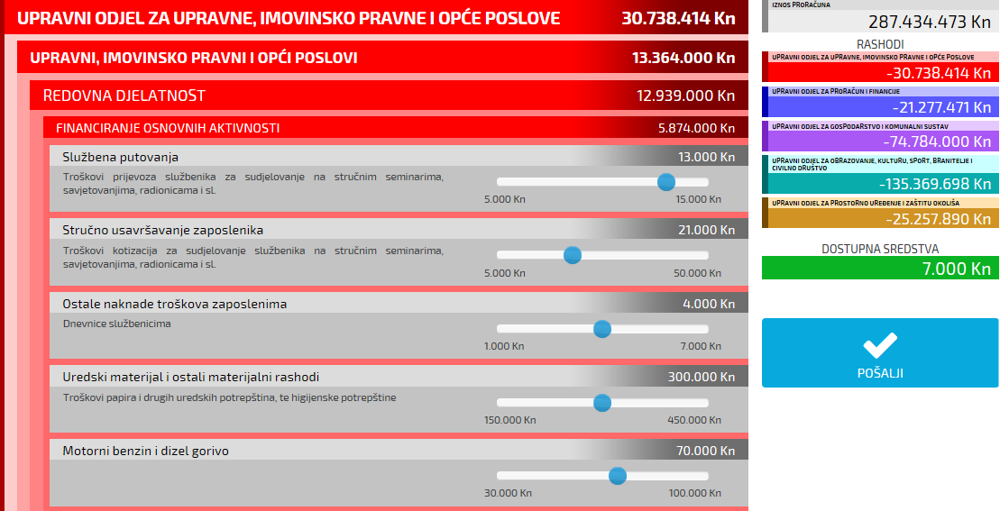 UPRAVNI ODJEL ZA UPRAVNE, IMOVINSKO PRAVNE I OPĆE POSLOVE 30.738.414 Kn
UPRAVNI, IMOVINSKO PRAVNI I OPĆI POSLOVI 13.364.000 Kn
REDOVNA DJELATNOST 12.939.000 Kn
FINANCIRANJE OSNOVNIH AKTIVNOSTI 5.874.000 Kn
Službena putovanja 13.000 Kn
Troškovi prijevoza službenika za sudjelovanje na stručnim seminarima,
savjetovanjima, radionicama i sl.
5.000 Kn 15.000 Kn
Stručno usavršavanje zaposlenika 21.000 Kn
Troškovi kotizacija za sudjelovanje službenika na stručnim seminarima,
savjetovanjima, radionicama i sl.
5.000 Kn 50.000 Kn
Ostale naknade troškova zaposlenima 4.000 Kn
Dnevnice službenicima
1.000 Kn 7.000 Kn
Uredski materijal i ostali materijalni rashodi 300.000 Kn
Troškovi papira i drugih uredskih potrepština, te higijenske potrepštine
150.000 Kn 450.000 Kn
Motorni benzin i dizel gorivo 70.000 Kn
30.000 Kn 100.000 Kn
IZNOS PRORAČUNA
287.434.473 Kn
RASHODI
UPRAVNI ODJEL ZA UPRAVNE, IMOVINSKO PRAVNE I OPĆE POSLOVE
-30.738.414 Kn
UPRAVNI ODJEL ZA PRORAČUN I FINANCIJE
-21.277.471 Kn
UPRAVNI ODJEL ZA GOSPODARSTVO I KOMUNALNI SUSTAV
-74.784.000 Kn
UPRAVNI ODJEL ZA OBRAZOVANJE, KULTURU, SPORT, BRANITELJE I
CIVILNO DRUŠTVO
-135.369.698 Kn
UPRAVNI ODJEL ZA PROSTORNO UREĐENJE I ZAŠTITU OKOLIŠA
-25.257.890 Kn
DOSTUPNA SREDSTVA
7.000 Kn
POŠALJI